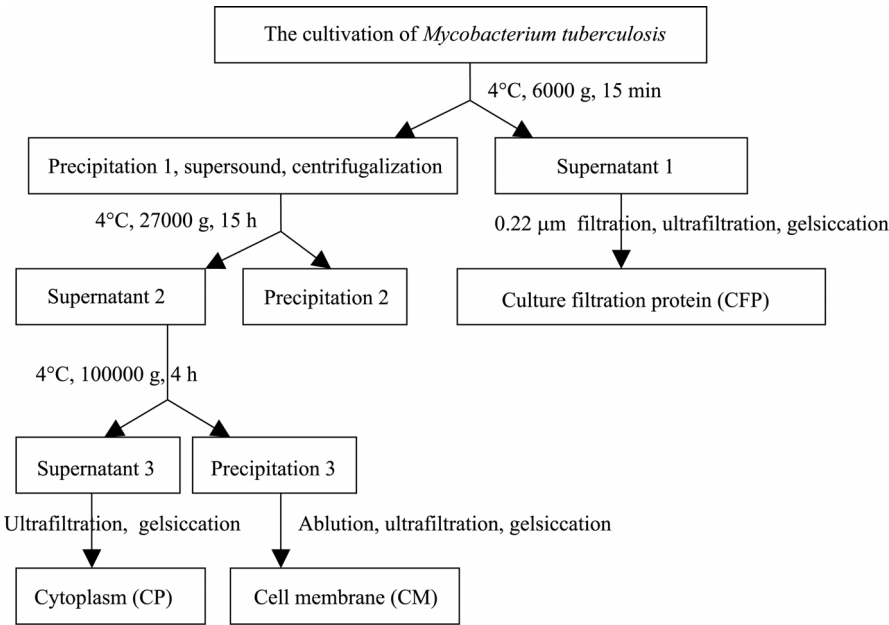 The cultivation of Mycobacterium tuberculosis
4°C, 6000 g, 15 min
Precipitation 1, supersound, centrifugalization
Supernatant 1
4°C, 27000 g, 15 h
0.22 μm filtration, ultrafiltration, gelsiccation
Supernatant 2
Precipitation 2
Culture filtration protein (CFP)
4°C, 100000 g, 4 h
Supernatant 3
Precipitation 3
Ultrafiltration, gelsiccation
Ablution, ultrafiltration, gelsiccation
Cytoplasm (CP)
Cell membrane (CM)